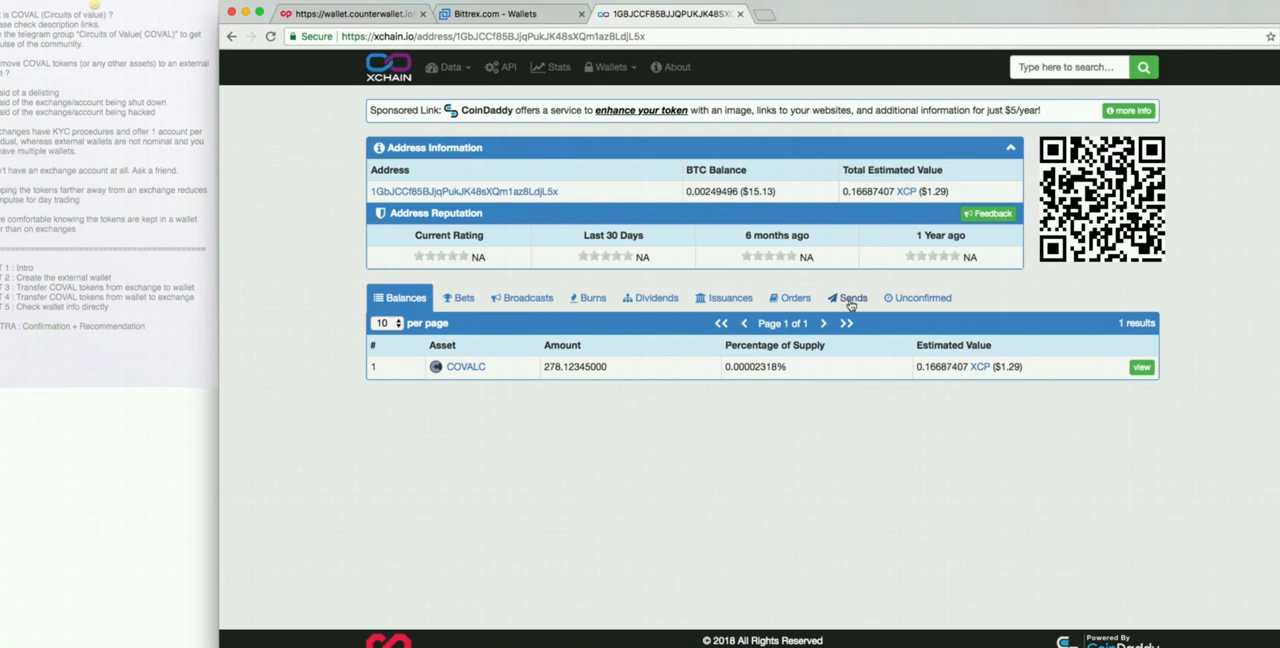 is COVAL (Circuits of value) ?
ase check description links.
the telegram group "Circuits of Value( COVAL)" to get
ulse of the community.
move COVAL tokens (or any other assets) to an external
t ?
aid of a delisting
aid of the exchange/account being shut down
aid of the exchange/account being hacked
changes have KYC procedures and offer 1 account per
dual, whereas external wallets are not nominal and you
ave multiple wallets.
't have an exchange account at all. Ask a friend.
ping the tokens farther away from an exchange reduces
mpulse for day trading
e comfortable knowing the tokens are kept in a wallet
r than on exchanges
T 1 : Intro
T 2 : Create the external wallet
T 3 : Transfer COVAL tokens from exchange to wallet
T 4 : Transfer COVAL tokens from wallet to exchange
T 5 : Check wallet info directly
TRA : Confirmation + Recommendation
https://wallet.counterwallet.io Bittrex.com - Wallets 1GBJCCF85BJJQPUKJK48SX
Secure https://xchain.io/address/1GbJCCf85BJjqPukJK48sXQm1az8LdjL5x
XCHAIN Data API Stats Wallets About Type here to search...
Sponsored Link: CoinDaddy offers a service to enhance your token with an image, links to your websites, and additional information for just $5/year! more info
Address Information
Address BTC Balance Total Estimated Value
1GbJCCf85BJjqPukJK48sXQm1az8LdjL5x 0.00249496 ($15.13) 0.16687407 XCP ($1.29)
Address Reputation Feedback
Current Rating Last 30 Days 6 months ago 1 Year ago
NA NA NA NA
Balances Bets Broadcasts Burns Dividends Issuances Orders Sends Unconfirmed
10 per page Page 1 of 1 1 results
# Asset Amount Percentage of Supply Estimated Value
1 COVALC 278.12345000 0.00002318% 0.16687407 XCP ($1.29) view
© 2018 All Rights Reserved Powered By
CoinDaddy